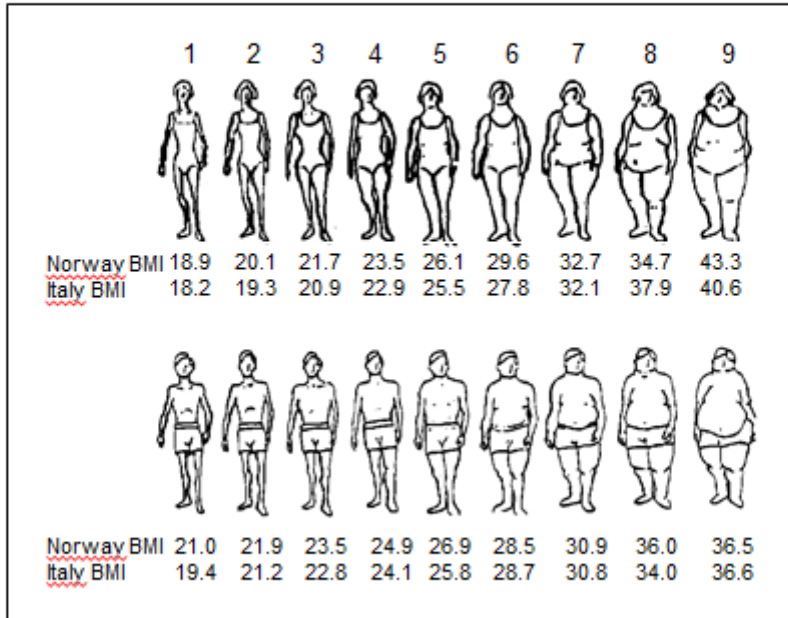 1 2 3 4 5 6 7 8 9
Norway BMI 18.9 20.1 21.7 23.5 26.1 29.6 32.7 34.7 43.3
Italy BMI 18.2 19.3 20.9 22.9 25.5 27.8 32.1 37.9 40.6
Norway BMI 21.0 21.9 23.5 24.9 26.9 28.5 30.9 36.0 36.5
Italy BMI 19.4 21.2 22.8 24.1 25.8 28.7 30.8 34.0 36.6